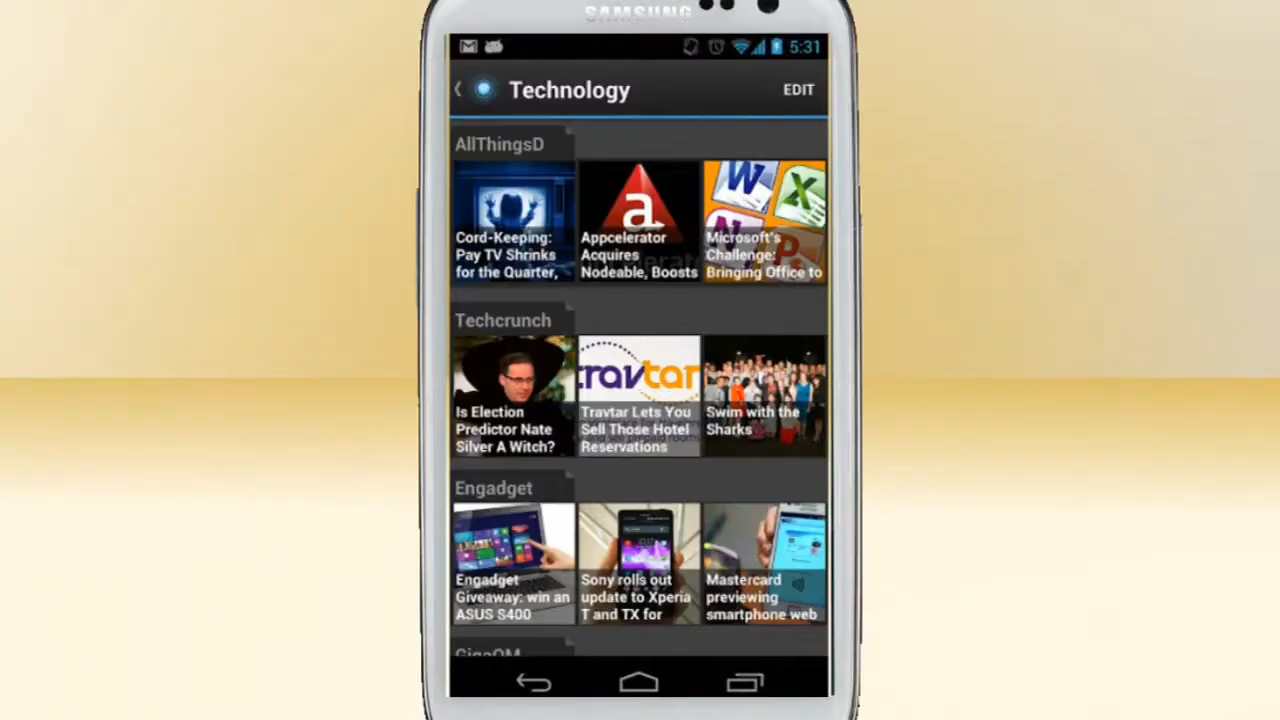 SAMSUNG
5:31
Technology
EDIT
AllThingsD
Cord-Keeping:
Pay TV Shrinks
for the Quarter,
Appcelerator
Acquires
Nodeable, Boosts
Microsoft's
Challenge:
Bringing Office to
Techcrunch
Is Election
Predictor Nate
Silver A Witch?
travtar
Travtar Lets You
Sell Those Hotel
Reservations
Swim with the
Sharks
Engadget
Engadget
Giveaway: win an
ASUS S400
Sony rolls out
update to Xperia
T and TX for
Mastercard
previewing
smartphone web
GigaOM